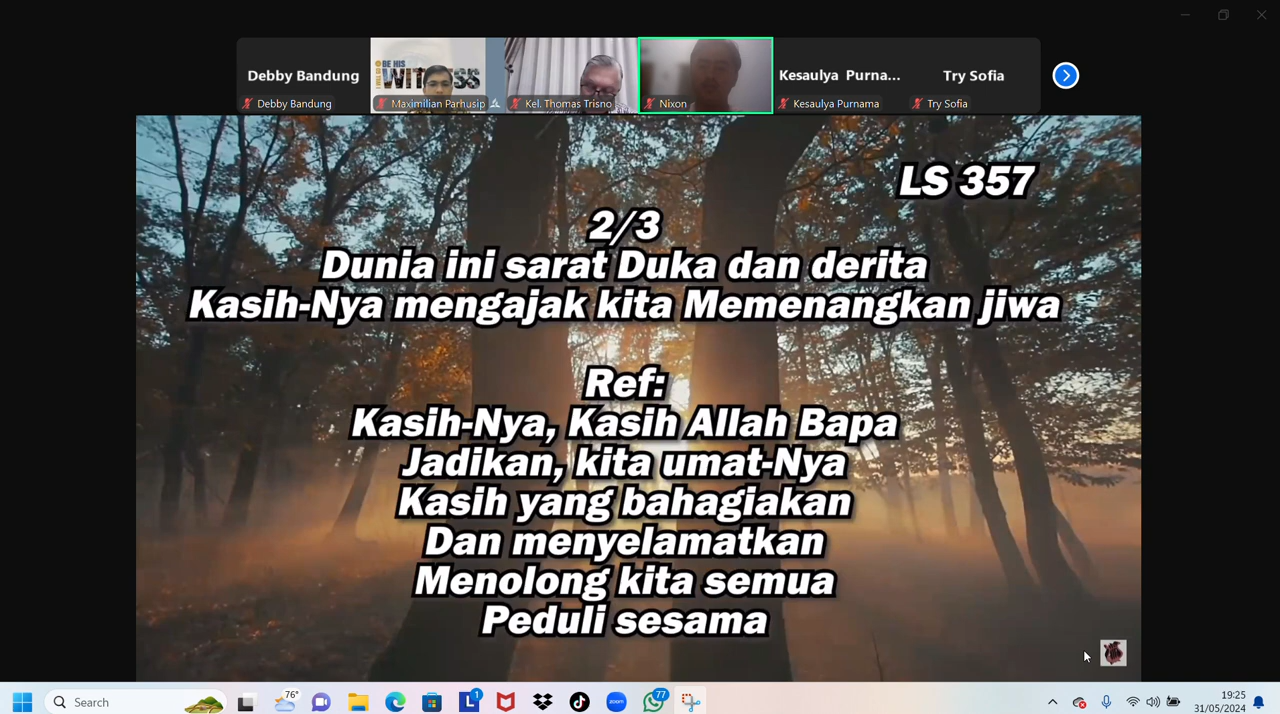 Debby Bandung
Debby Bandung
BE HIS
WITNESS
Maximilian Parhusip
Kel. Thomas Trisno
Nixon
Kesaulya Purna...
Kesaulya Purnama
Try Sofia
Try Sofia
LS 357
2/3
Dunia ini sarat Duka dan derita
Kasih-Nya mengajak kita Memenangkan jiwa
Ref:
Kasih-Nya, Kasih Allah Bapa
Jadikan, kita umat-Nya
Kasih yang bahagiakan
Dan menyelamatkan
Menolong kita semua
Peduli sesama
Search
76°
L
1
zoom
77
19:25
31/05/2024